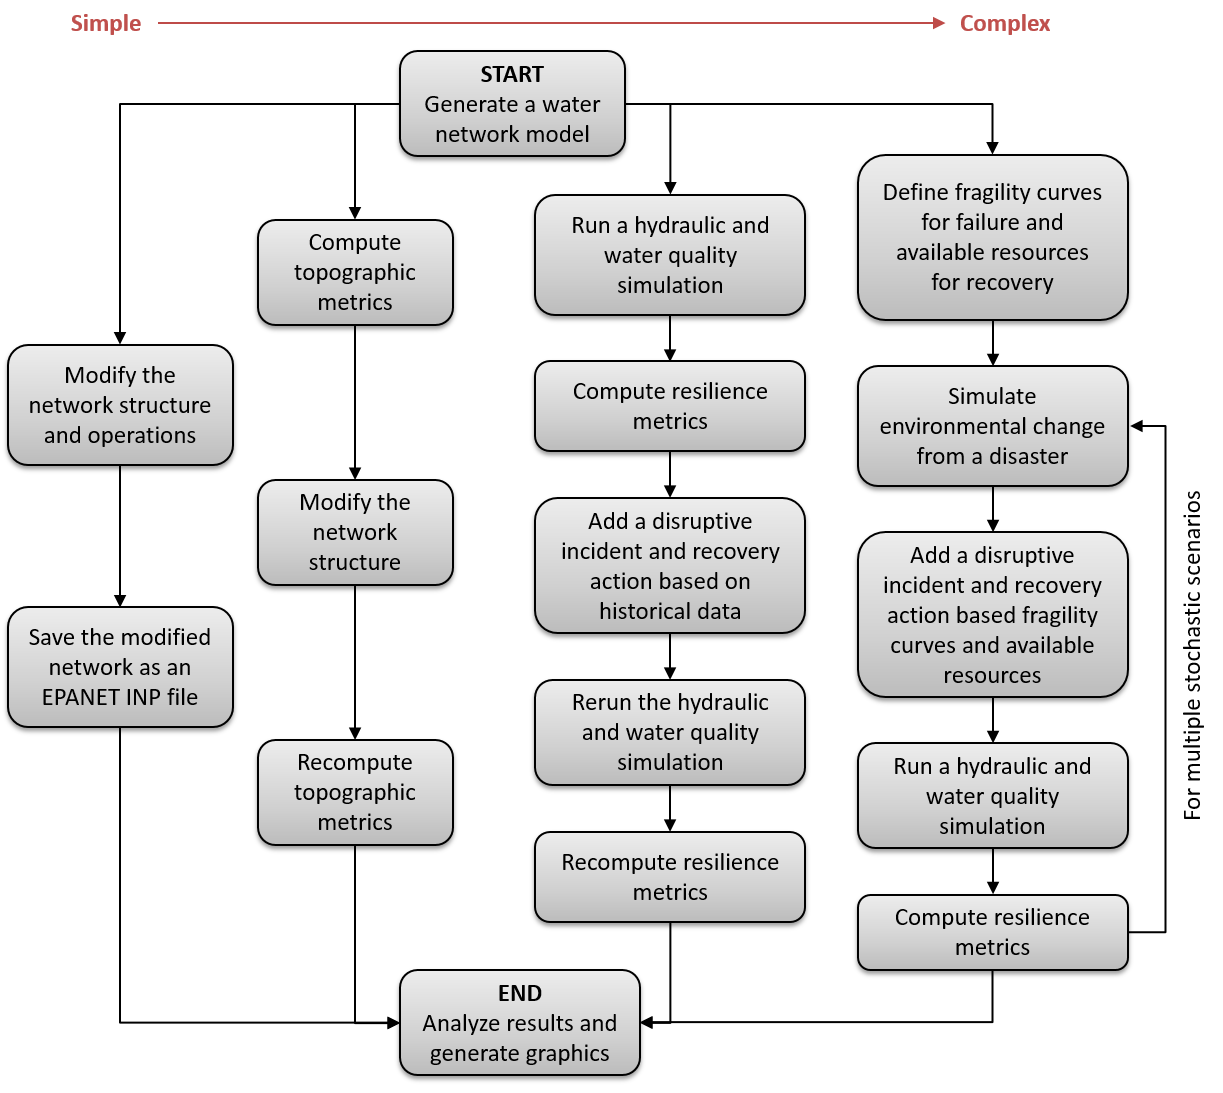 Simple
Complex
START
Generate a water
network model
Modify the
network structure
and operations
Save the modified
network as an
EPANET INP file
Compute
topographic
metrics
Modify the
network
structure
Recompute
topographic
metrics
Run a hydraulic and
water quality
simulation
Compute resilience
metrics
Add a disruptive
incident and recovery
action based on
historical data
Rerun the hydraulic
and water quality
simulation
Recompute resilience
metrics
Define fragility curves
for failure and
available resources
for recovery
Simulate
environmental change
from a disaster
Add a disruptive
incident and recovery
action based fragility
curves and available
resources
Run a hydraulic and
water quality
simulation
Compute resilience
metrics
For multiple stochastic scenarios
END
Analyze results and
generate graphics